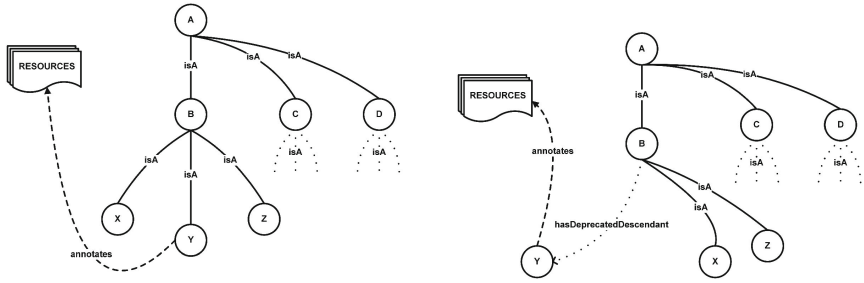 A
RESOURCES
isA
isA
isA
B
C
D
isA
isA
isA
isA
isA
X
Z
Y
annotates
A
isA
isA
isA
RESOURCES
C
D
B
annotates
isA
isA
isA
isA
hasDeprecatedDescendant
Z
Y
X